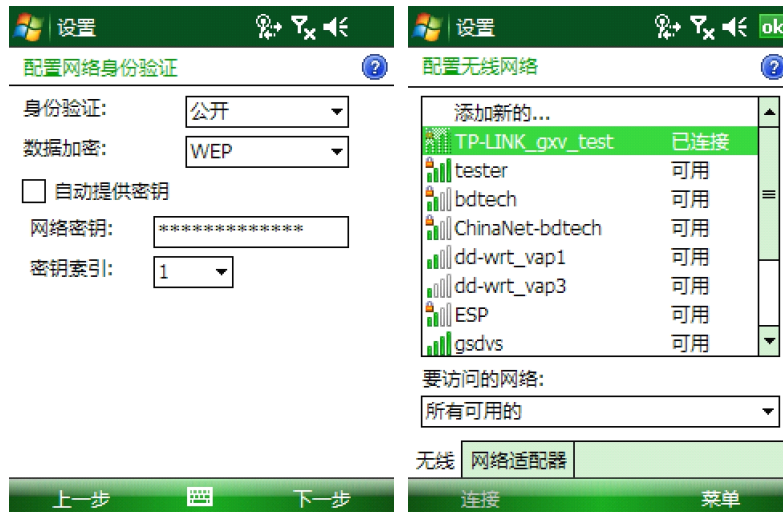 设置
配置网络身份验证
身份验证: 公开
数据加密: WEP
自动提供密钥
网络密钥: *************
密钥索引: 1
上一步 下一步
设置 ok
配置无线网络
添加新的...
TP-LINK_gxv_test 已连接
tester 可用
bdtech 可用
ChinaNet-bdtech 可用
dd-wrt_vap1 可用
dd-wrt_vap3 可用
ESP 可用
gsdvs 可用
要访问的网络:
所有可用的
无线 网络适配器
连接 菜单